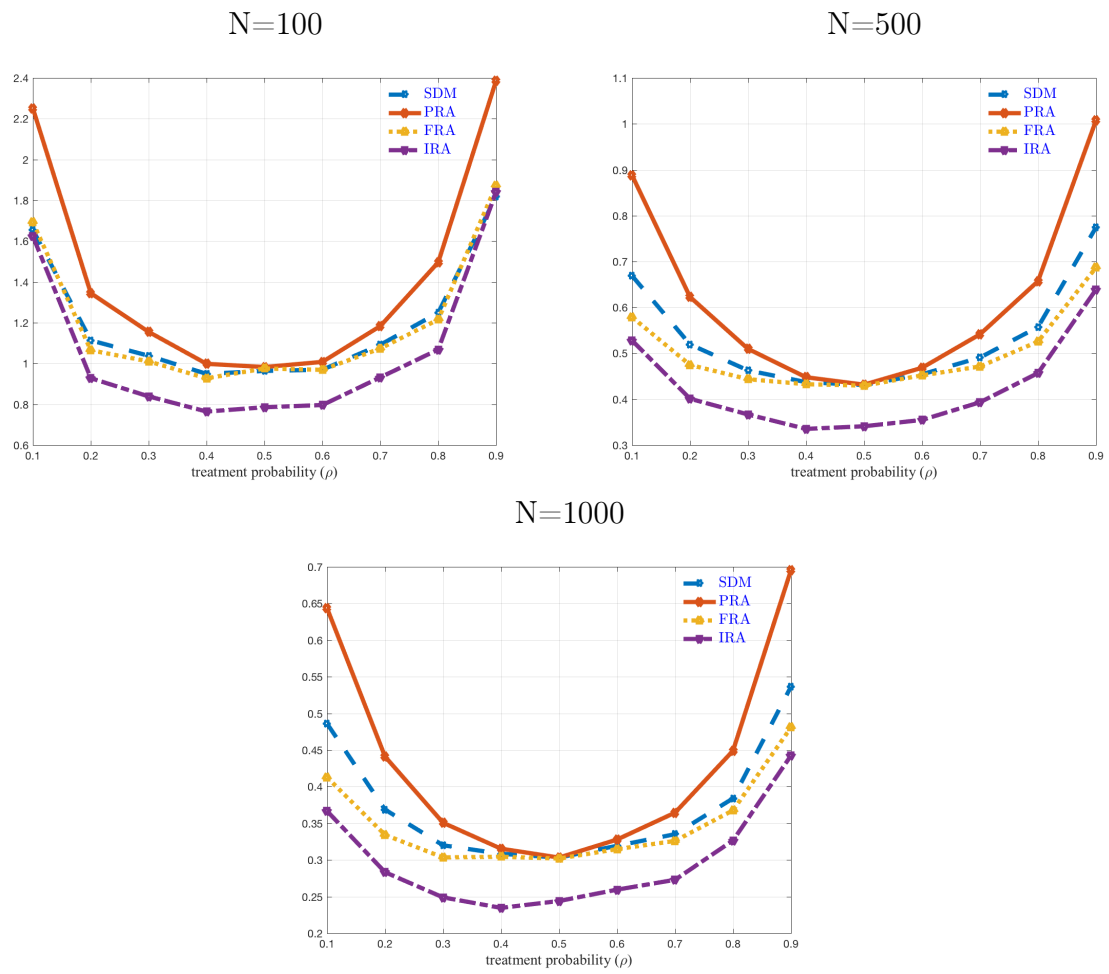 N=100
2.4
2.2
2
1.8
1.6
1.4
1.2
1
0.8
0.6
0.1 0.2 0.3 0.4 0.5 0.6 0.7 0.8 0.9
treatment probability (ρ)
SDM
PRA
FRA
IRA
N=500
1.1
1
0.9
0.8
0.7
0.6
0.5
0.4
0.3
0.1 0.2 0.3 0.4 0.5 0.6 0.7 0.8 0.9
treatment probability (ρ)
SDM
PRA
FRA
IRA
N=1000
0.7
0.65
0.6
0.55
0.5
0.45
0.4
0.35
0.3
0.25
0.2
0.1 0.2 0.3 0.4 0.5 0.6 0.7 0.8 0.9
treatment probability (ρ)
SDM
PRA
FRA
IRA